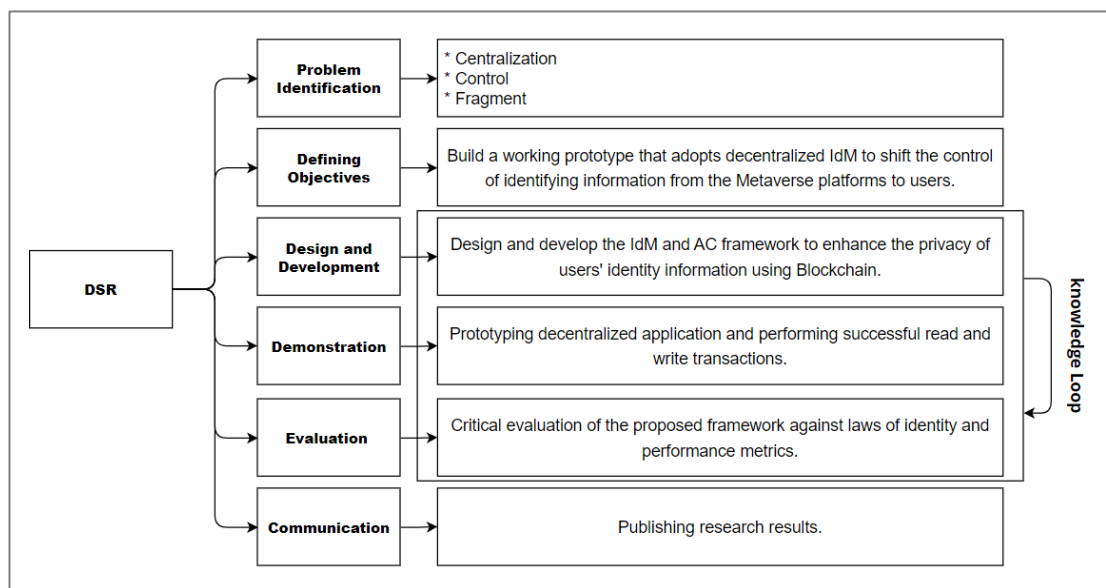 Problem
Identification
* Centralization
* Control
* Fragment
Defining
Objectives
Build a working prototype that adopts decentralized IdM to shift the control
of identifying information from the Metaverse platforms to users.
DSR
Design and
Development
Design and develop the IdM and AC framework to enhance the privacy of
users' identity information using Blockchain.
Demonstration
Prototyping decentralized application and performing successful read and
write transactions.
Evaluation
Critical evaluation of the proposed framework against laws of identity and
performance metrics.
knowledge Loop
Communication
Publishing research results.